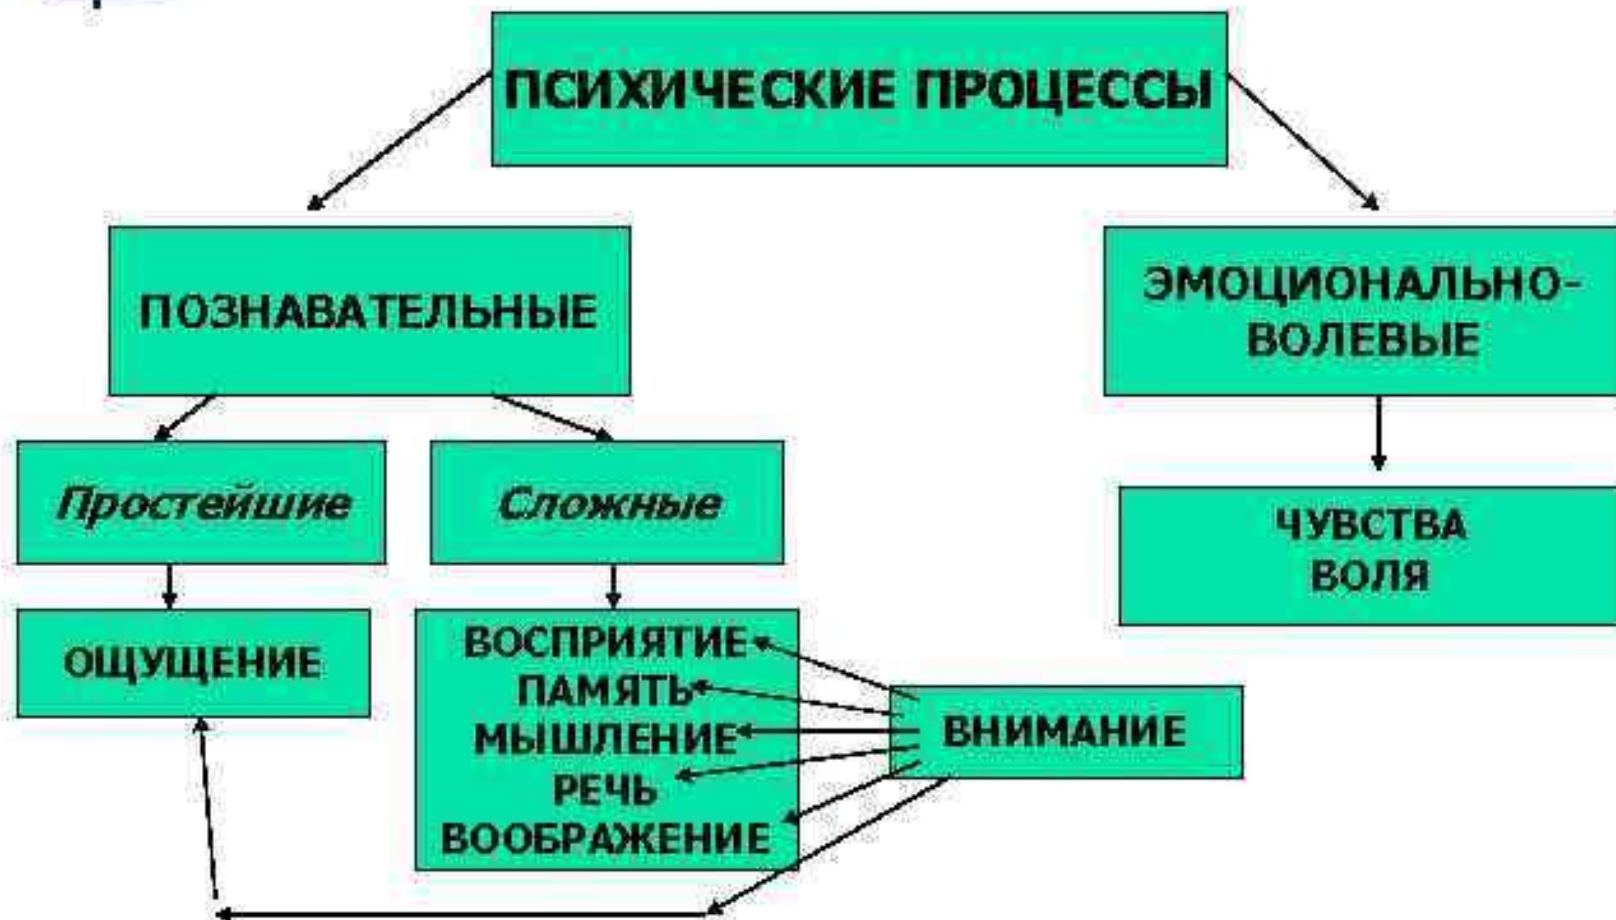 ПСИХИЧЕСКИЕ ПРОЦЕССЫ
ПОЗНАВАТЕЛЬНЫЕ
ЭМОЦИОНАЛЬНО-
ВОЛЕВЫЕ
Простейшие
Сложные
ЧУВСТВА
ВОЛЯ
ОЩУЩЕНИЕ
ВОСПРИЯТИЕ
ПАМЯТЬ
МЫШЛЕНИЕ
РЕЧЬ
ВООБРАЖЕНИЕ
ВНИМАНИЕ